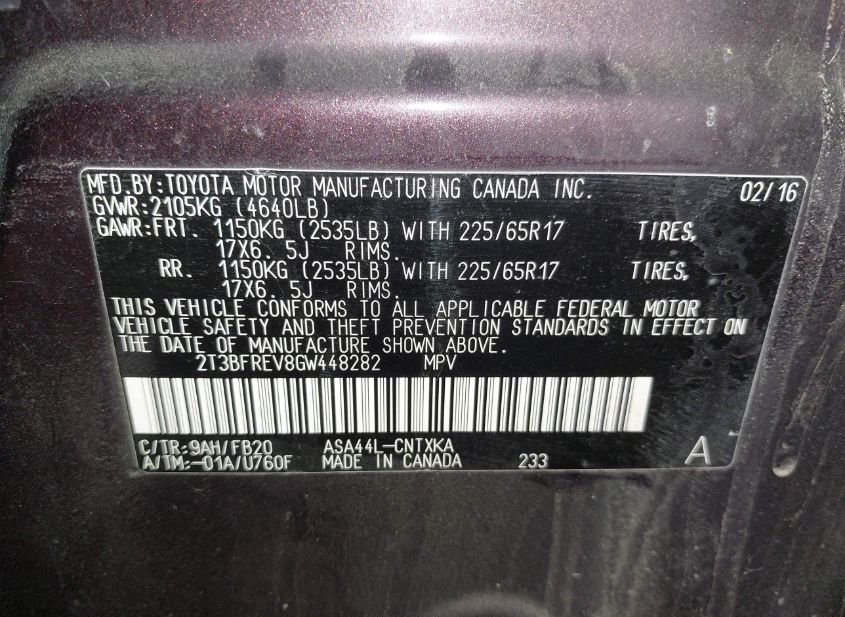 MFD.BY:TOYOTA MOTOR MANUFACTURING CANADA INC. 02/16
GVWR:2105KG (4640LB)
GAWR:FRT. 1150KG (2535LB) WITH 225/65R17 TIRES,
17X6. 5J RIMS.
RR. 1150KG (2535LB) WITH 225/65R17 TIRES,
17X6. 5J RIMS.
THIS VEHICLE CONFORMS TO ALL APPLICABLE FEDERAL MOTOR
VEHICLE SAFETY AND THEFT PREVENTION STANDARDS IN EFFECT ON
THE DATE OF MANUFACTURE SHOWN ABOVE.
2T3BFREV8GW448282 MPV
C/TR:9AH/FB20 ASA44L-CNTXKA
A/TM:-01A/U760F MADE IN CANADA 233 A